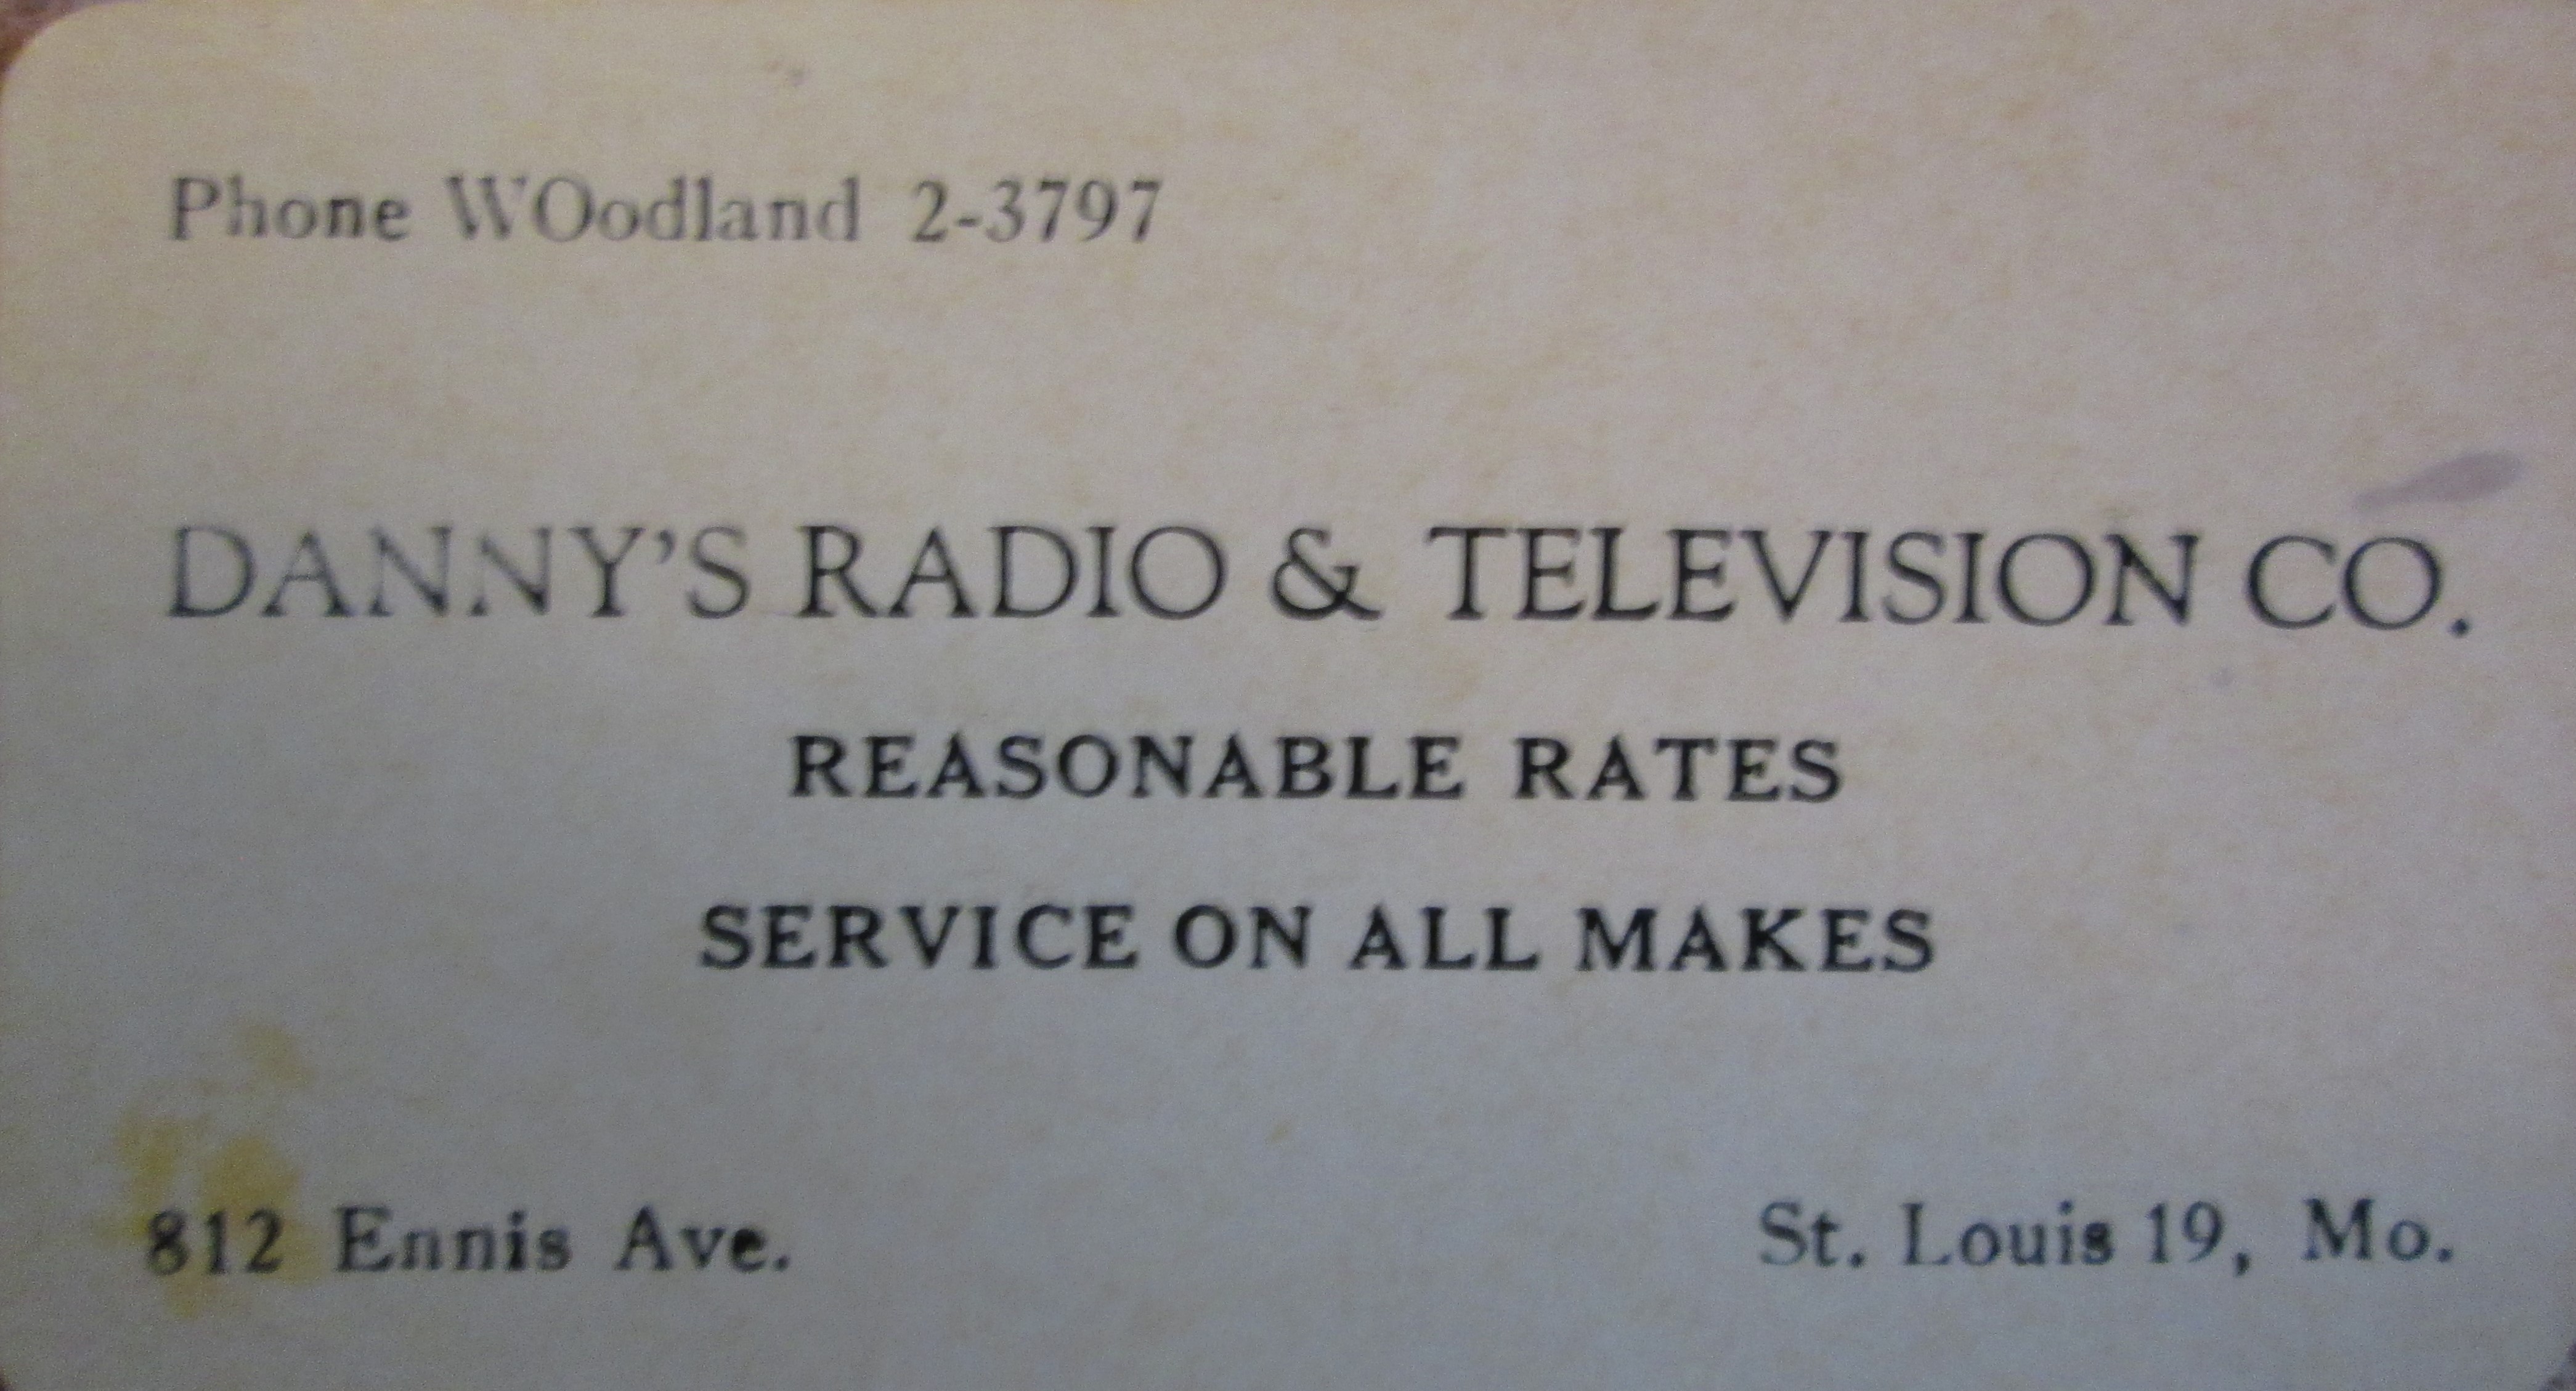 Phone WOodland 2-3797
DANNY'S RADIO & TELEVISION CO.
REASONABLE RATES
SERVICE ON ALL MAKES
812 Ennis Ave.
St. Louis 19, Mo.